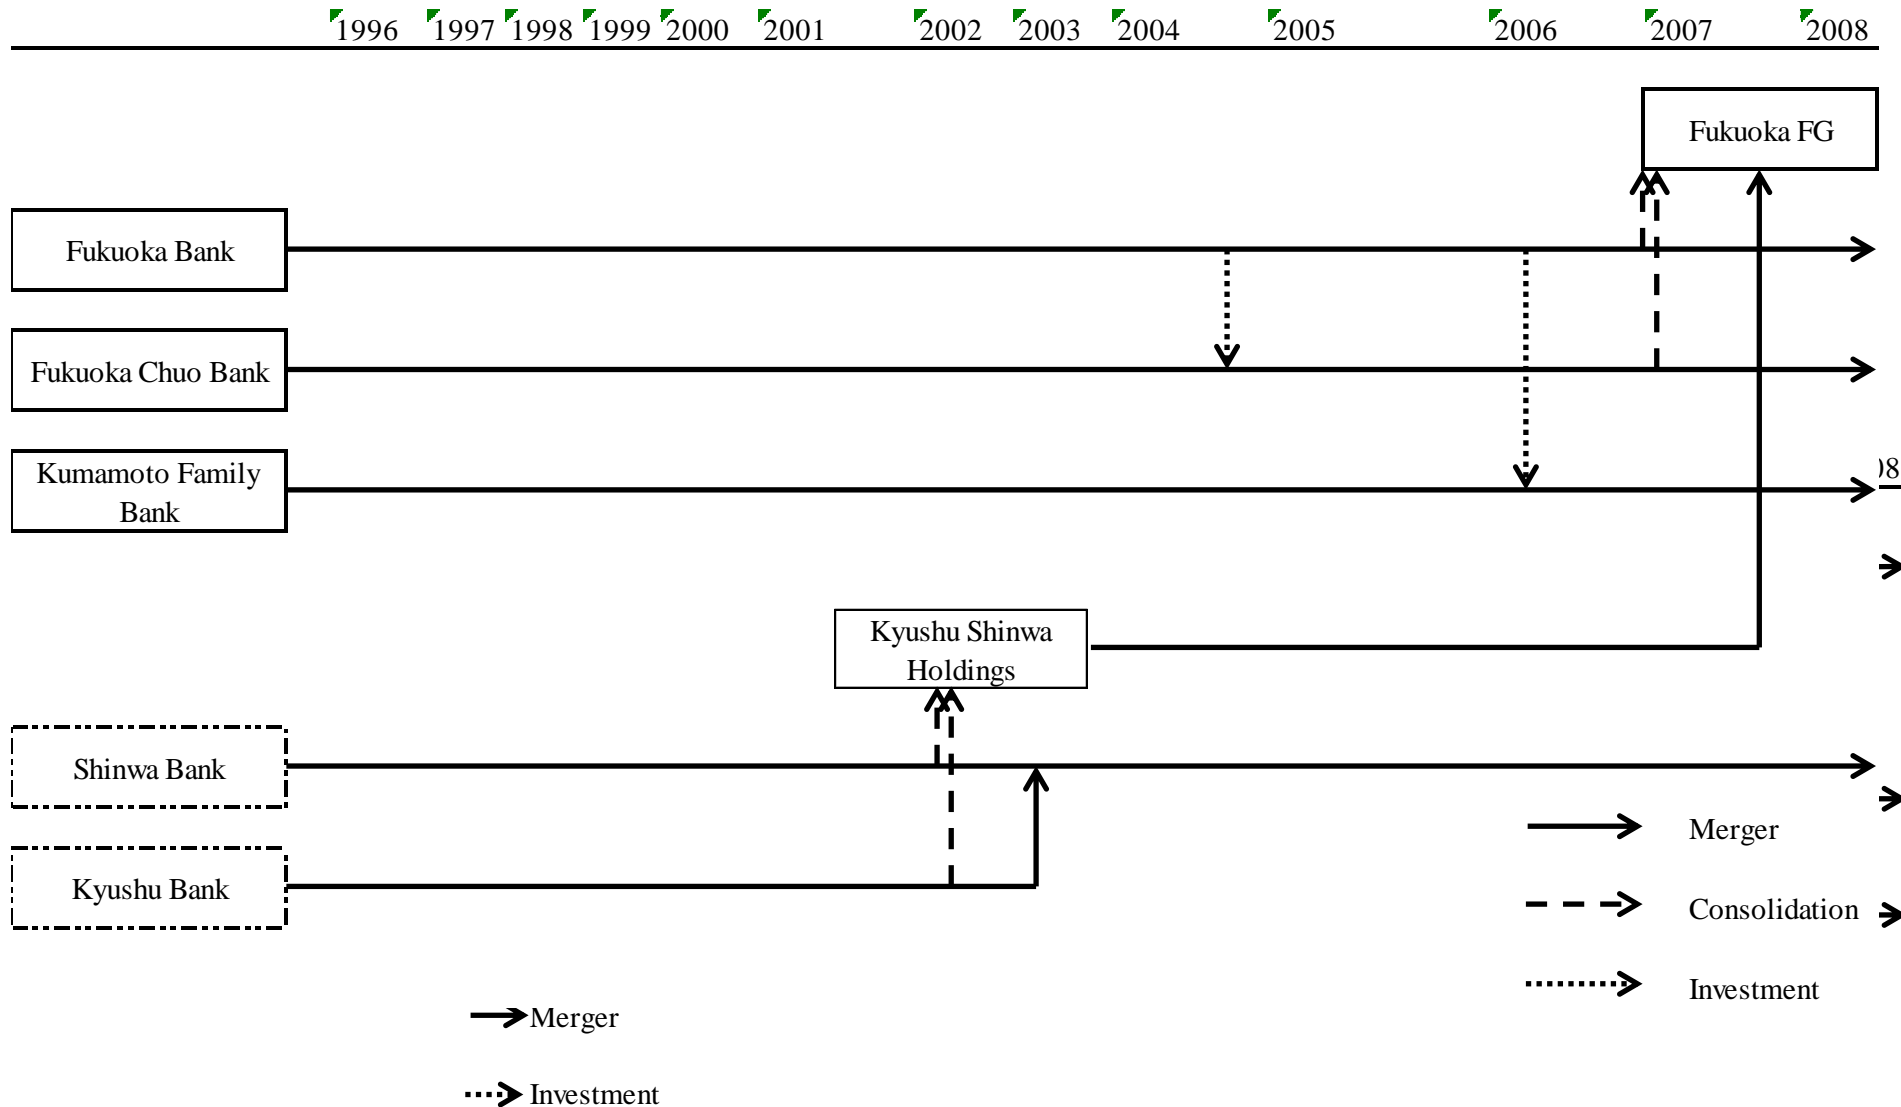 1996 1997 1998 1999 2000 2001 2002 2003 2004 2005 2006 2007 2008
Fukuoka FG
Fukuoka Bank
Fukuoka Chuo Bank
Kumamoto Family
Bank
Kyushu Shinwa
Holdings
Shinwa Bank
Kyushu Bank
Merger
Consolidation
Investment
Merger
Investment